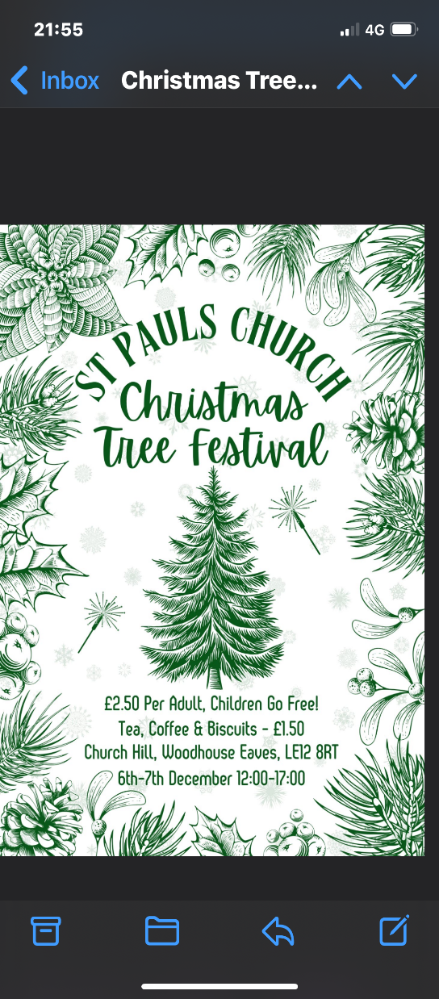 21:55
4G
Inbox
Christmas Tree...
ST PAULS CHURCH
Christmas
Tree Festival
£2.50 Per Adult, Children Go Free!
Tea, Coffee & Biscuits - £1.50
Church Hill, Woodhouse Eaves, LE12 8RT
6th-7th December 12:00-17:00